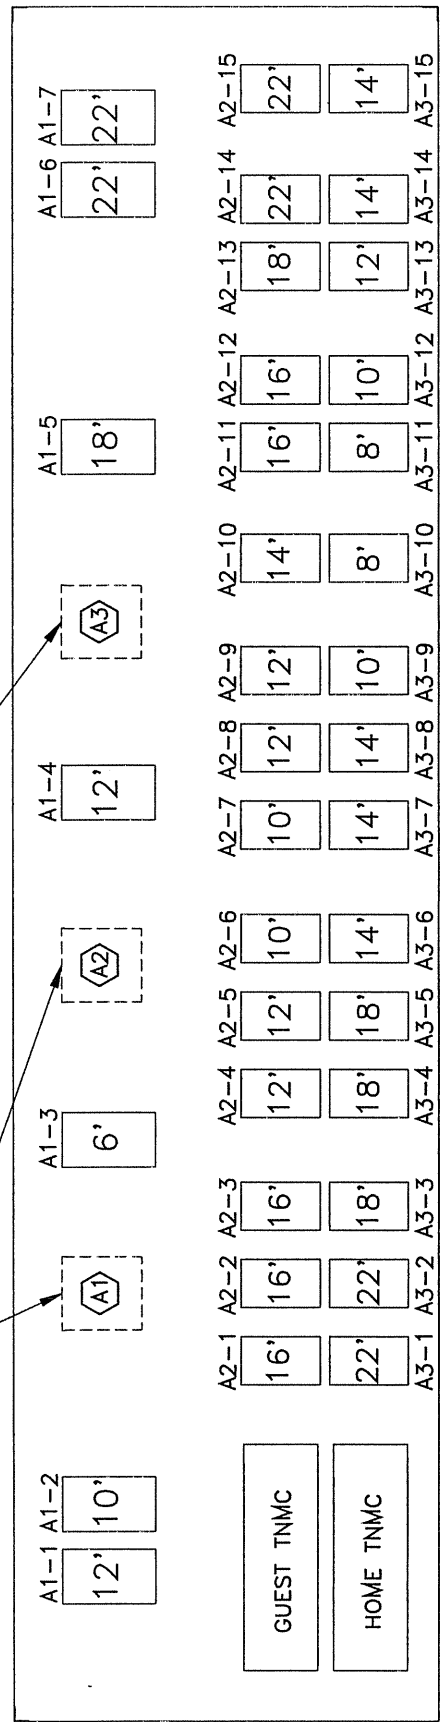 A1-1 A1-2 A1-3 A1-4 A1-5 A1-6 A1-7
12' 10' A1 6' A2 12' A3 18' 22' 22'
A2-1 A2-2 A2-3 A2-4 A2-5 A2-6 A2-7 A2-8 A2-9 A2-10 A2-11 A2-12 A2-13 A2-14 A2-15
GUEST TNMC 16' 16' 16' 12' 12' 10' 10' 12' 12' 14' 16' 16' 18' 22' 22'
HOME TNMC 22' 22' 18' 18' 18' 14' 14' 14' 10' 8' 8' 10' 12' 14' 14'
A3-1 A3-2 A3-3 A3-4 A3-5 A3-6 A3-7 A3-8 A3-9 A3-10 A3-11 A3-12 A3-13 A3-14 A3-15